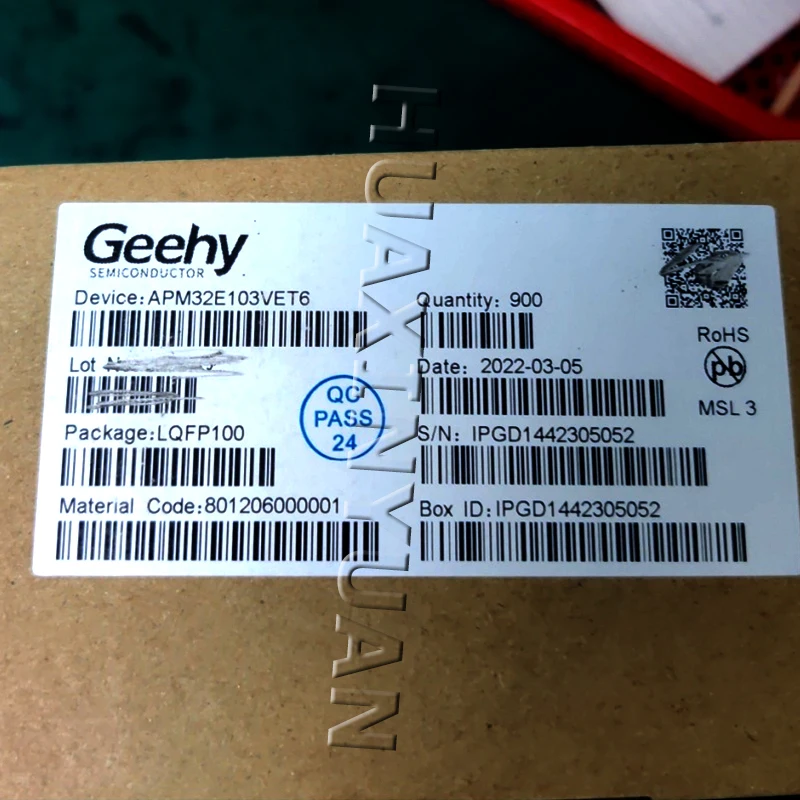 Geehy
SEMICONDUCTOR
Device:APM32E103VET6
Quantity: 900
Lot
Date: 2022-03-05
Package:LQFP100
S/N: IPGD1442305052
Material Code:801206000001
Box ID:IPGD1442305052
QC
PASS
24
RoHS
Pb
MSL 3
HUAXINYUAN